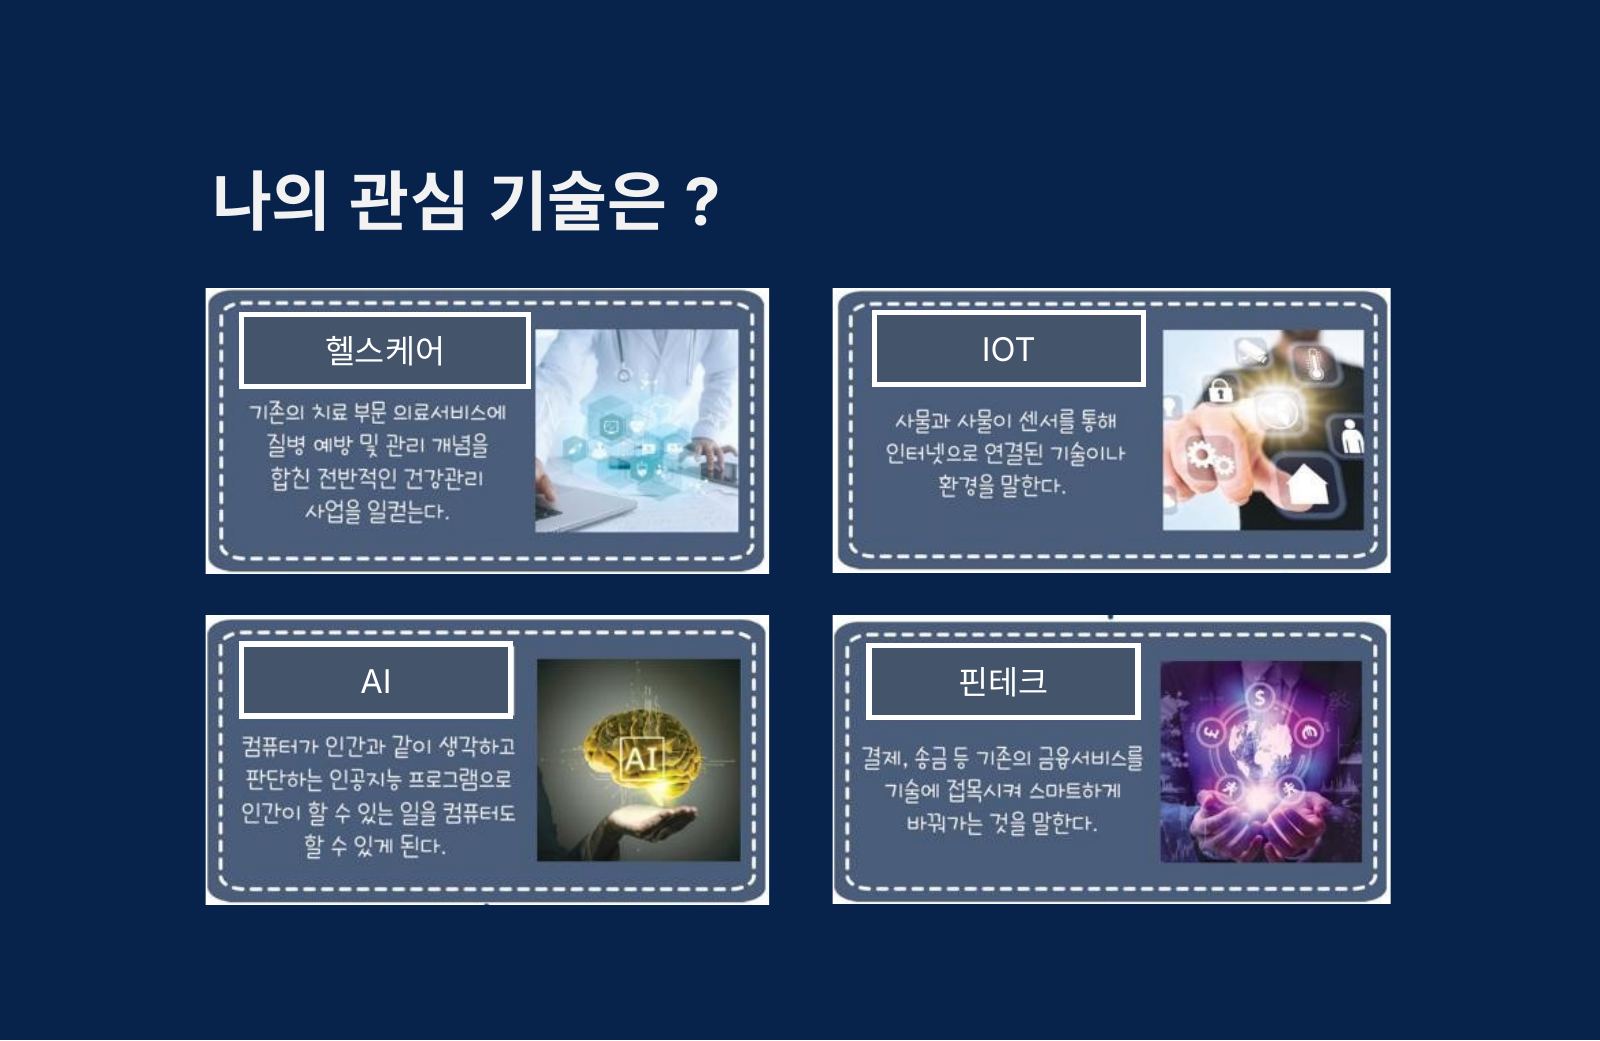 나의 관심 기술은 ?
헬스케어
기존의 치료 부문 의료서비스에
질병 예방 및 관리 개념을
합친 전반적인 건강관리
사업을 일컫는다.
IOT
사물과 사물이 센서를 통해
인터넷으로 연결된 기술이나
환경을 말한다.
AI
컴퓨터가 인간과 같이 생각하고
판단하는 인공지능 프로그램으로
인간이 할 수 있는 일을 컴퓨터도
할 수 있게 된다.
AI
핀테크
결제, 송금 등 기존의 금융서비스를
기술에 접목시켜 스마트하게
바꿔가는 것을 말한다.
$
£
€